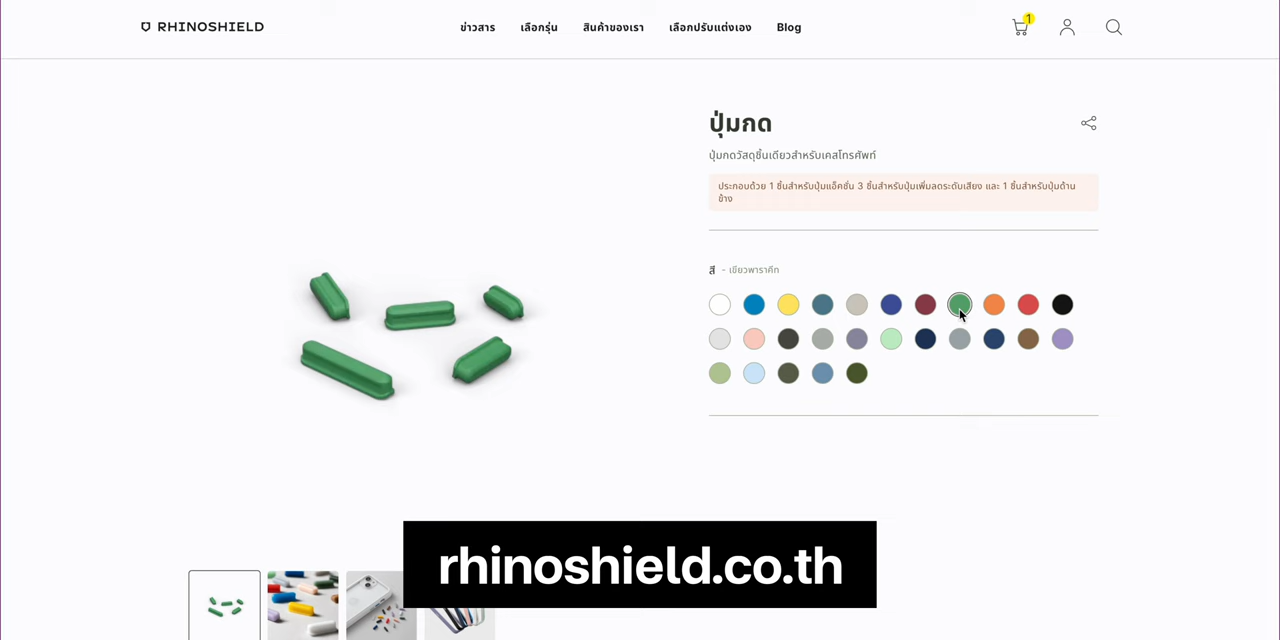 RHINOSHIELD
ข่าวสาร
เลือกรุ่น
สินค้าของเรา
เลือกปรับแต่งเอง
Blog
1
ปุ่มกด
ปุ่มกดวัสดุชิ้นเดียวสำหรับเคสโทรศัพท์
ประกอบด้วย 1 ชิ้นสำหรับปุ่มแอ็คชั่น 3 ชิ้นสำหรับปุ่มเพิ่มลดระดับเสียง และ 1 ชิ้นสำหรับปุ่มด้าน
ข้าง
สี - เขียวพาราคีท
rhinoshield.co.th